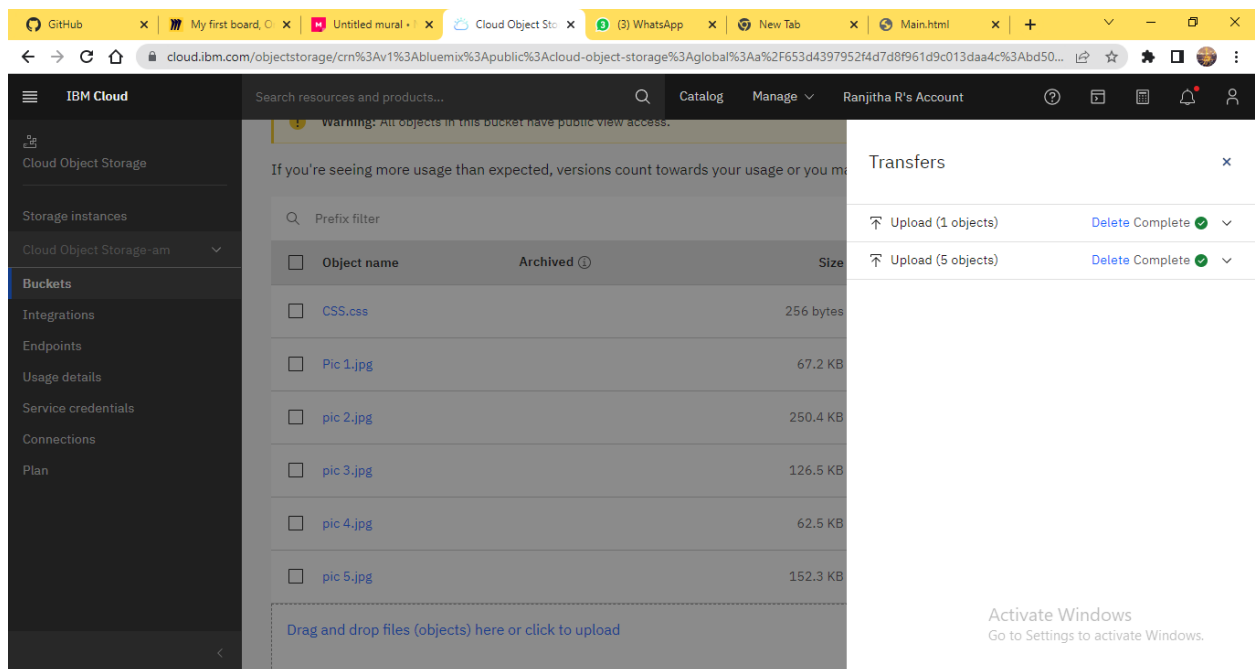 GitHub
My first board, O
Untitled mural •
Cloud Object Sto
(3) WhatsApp
New Tab
Main.html
cloud.ibm.com/objectstorage/crn%3Av1%3Abluemix%3Apublic%3Acloud-object-storage%3Aglobal%3Aa%2F653d4397952f4d7d8f961d9c013daa4c%3Abd50...
IBM Cloud
Search resources and products...
Catalog
Manage
Ranjitha R's Account
Cloud Object Storage
Storage instances
Cloud Object Storage-am
Buckets
Integrations
Endpoints
Usage details
Service credentials
Connections
Plan
Warning: All objects in this bucket have public view access.
If you're seeing more usage than expected, versions count towards your usage or you ma
Prefix filter
Object name Archived Size
CSS.css 256 bytes
Pic 1.jpg 67.2 KB
pic 2.jpg 250.4 KB
pic 3.jpg 126.5 KB
pic 4.jpg 62.5 KB
pic 5.jpg 152.3 KB
Drag and drop files (objects) here or click to upload
Transfers
Upload (1 objects) Delete Complete
Upload (5 objects) Delete Complete
Activate Windows
Go to Settings to activate Windows.